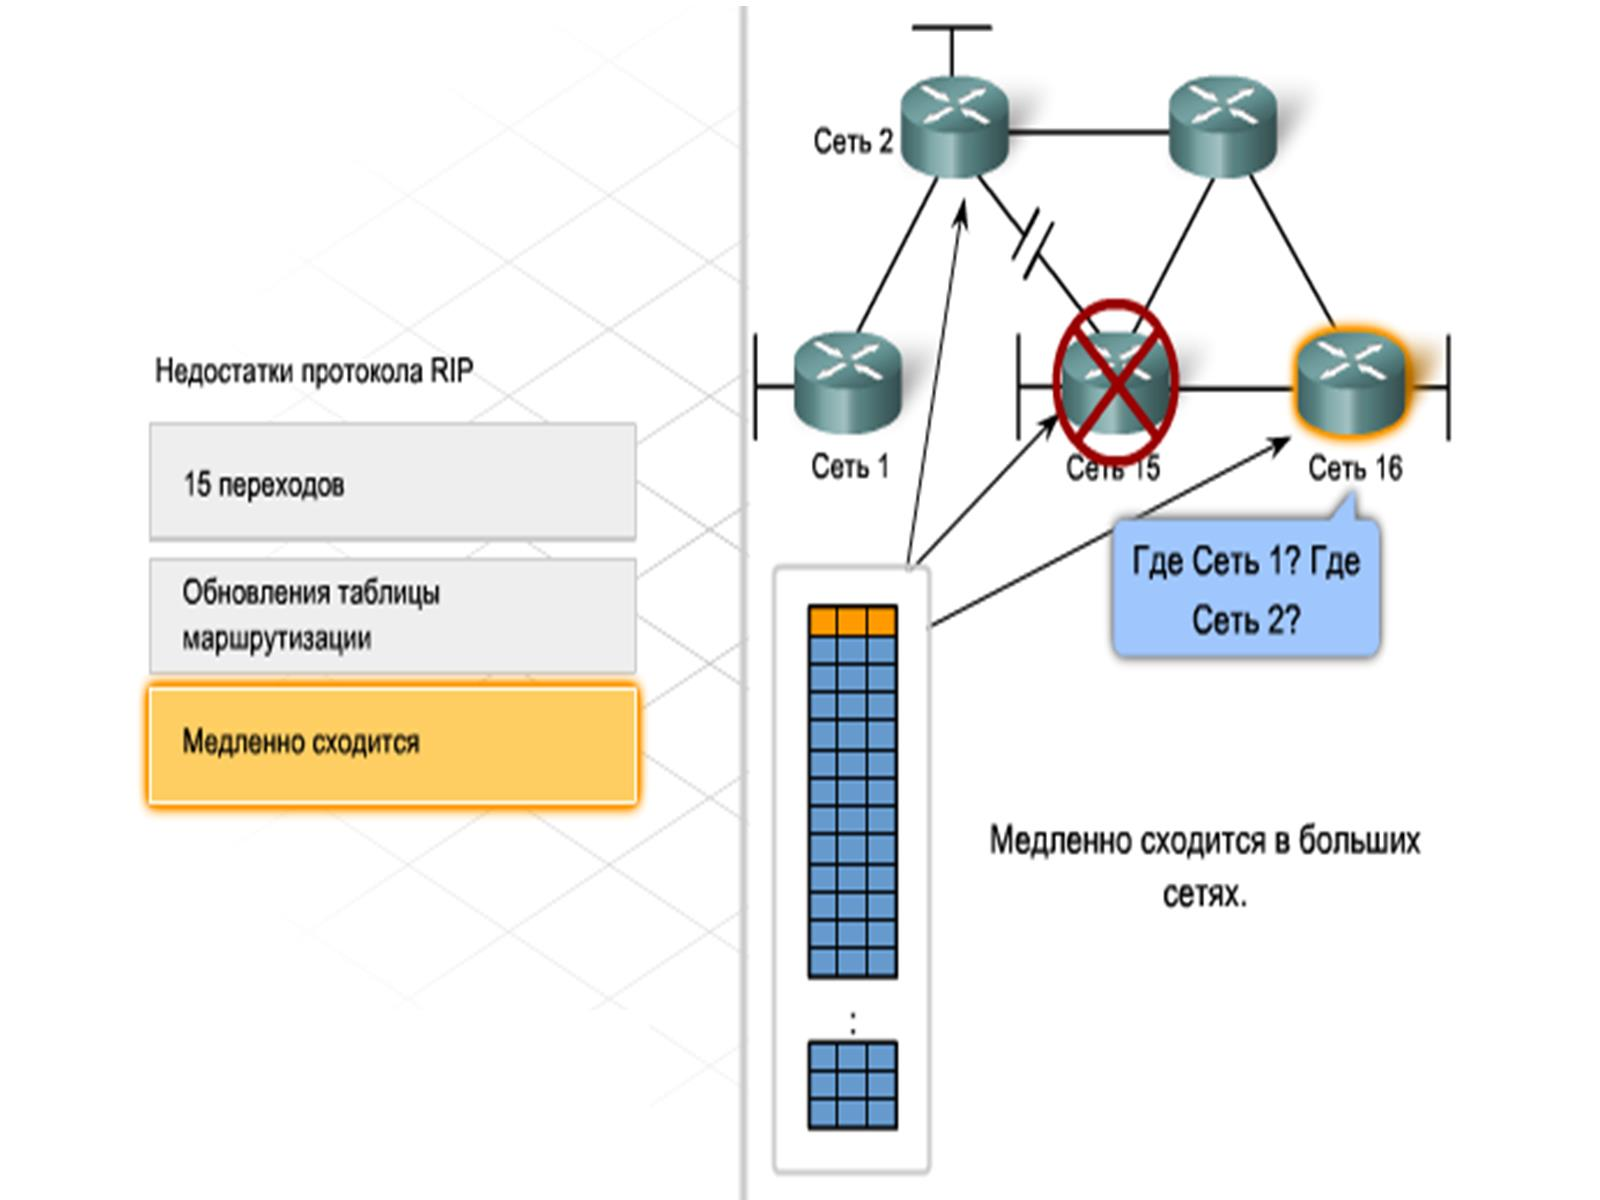 Недостатки протокола RIP
15 переходов
Обновления таблицы
маршрутизации
Медленно сходится
Сеть 2
Сеть 1
Сеть 15
Сеть 16
Где Сеть 1? Где
Сеть 2?
:
Медленно сходится в больших
сетях.